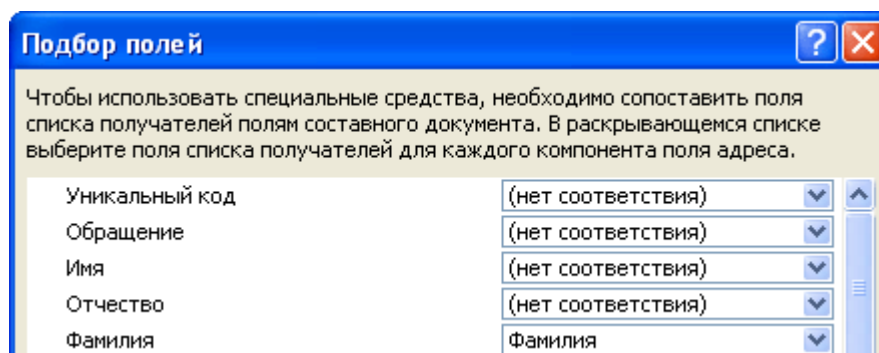 Подбор полей
Чтобы использовать специальные средства, необходимо сопоставить поля
списка получателей полям составного документа. В раскрывающемся списке
выберите поля списка получателей для каждого компонента поля адреса.
Уникальный код (нет соответствия)
Обращение (нет соответствия)
Имя (нет соответствия)
Отчество (нет соответствия)
Фамилия Фамилия